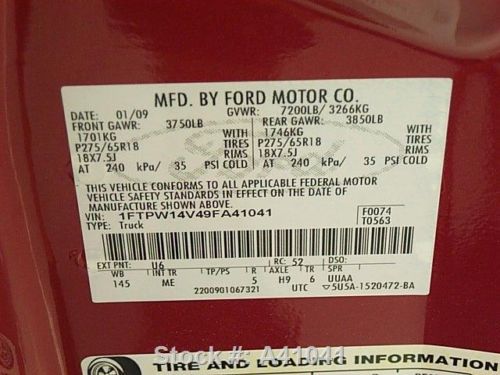 MFD. BY FORD MOTOR CO.
DATE: 01/09 GVWR: 7200LB/ 3266KG
FRONT GAWR: 3750LB REAR GAWR: 3850LB
1701KG WITH 1746KG WITH
P275/65R18 TIRES P275/65R18 TIRES
18X7.5J RIMS 18X7.5J RIMS
AT 240 kPa/ 35 PSI COLD AT 240 kPa/ 35 PSI COLD
THIS VEHICLE CONFORMS TO ALL APPLICABLE FEDERAL MOTOR
VEHICLE SAFETY STANDARDS IN EFFECT ON THE DATE OF
MANUFACTURE SHOWN ABOVE.
VIN: 1FTPW14V49FA41041 F0074
TYPE: Truck T0563
EXT PNT: U6 RC: 52 DSO:
WB INT TR TP/PS R AXLE TR SPR
145 ME 5 H9 6 UUAA
2200901067321 UTC ▽5U5A-1520472-BA
TIRE AND LOADING INFORMATION
Stock #: A41041